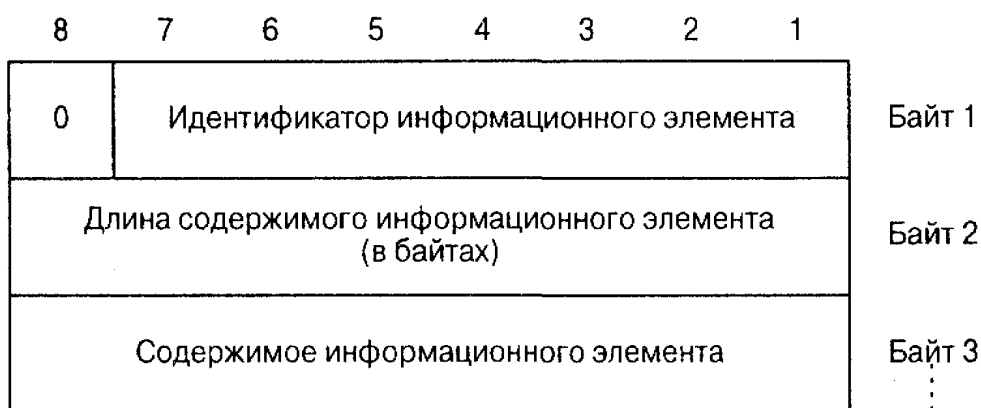 8 7 6 5 4 3 2 1
0 Идентификатор информационного элемента Байт 1
Длина содержимого информационного элемента
(в байтах) Байт 2
Содержимое информационного элемента Байт 3